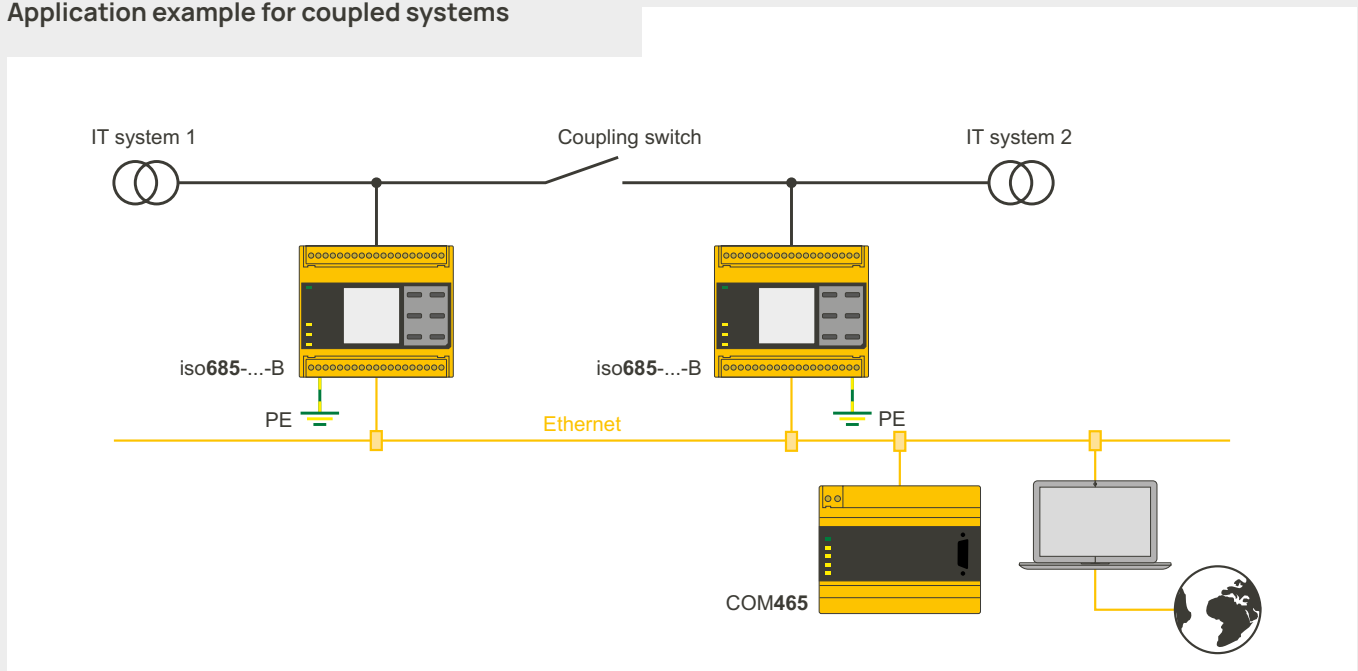 Application example for coupled systems
IT system 1
Coupling switch
IT system 2
iso685-...-B
iso685-...-B
PE
Ethernet
PE
COM465